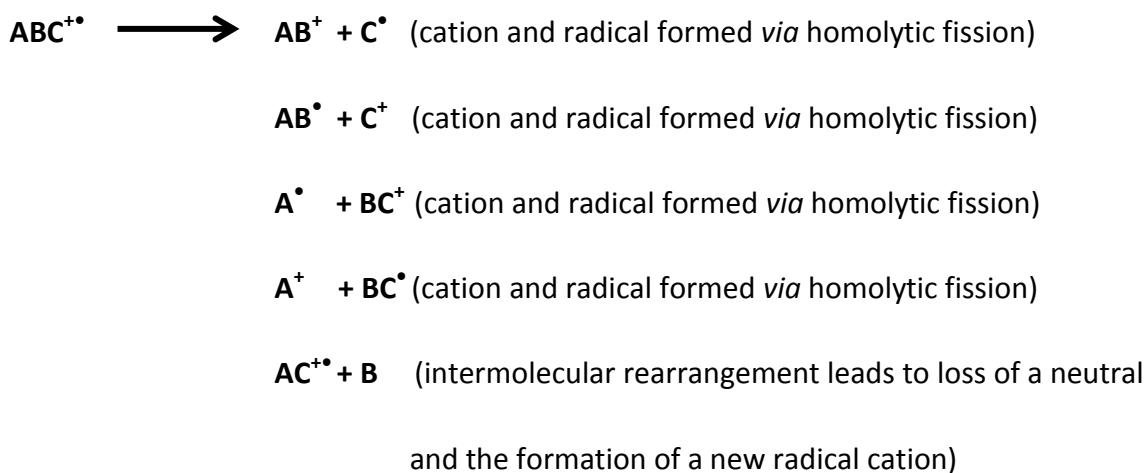 ABC⁺• ⟶ AB⁺ + C• (cation and radical formed via homolytic fission)
AB• + C⁺ (cation and radical formed via homolytic fission)
A• + BC⁺ (cation and radical formed via homolytic fission)
A⁺ + BC• (cation and radical formed via homolytic fission)
AC⁺• + B (intermolecular rearrangement leads to loss of a neutral
and the formation of a new radical cation)